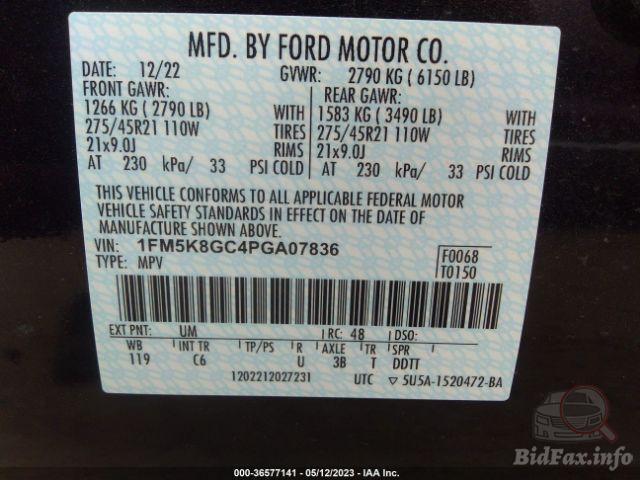 MFD. BY FORD MOTOR CO.
DATE: 12/22 GVWR: 2790 KG (6150 LB)
FRONT GAWR: REAR GAWR:
1266 KG (2790 LB) WITH 1583 KG (3490 LB) WITH
275/45R21 110W TIRES 275/45R21 110W TIRES
21x9.0J RIMS 21x9.0J RIMS
AT 230 kPa/ 33 PSI COLD AT 230 kPa/ 33 PSI COLD
THIS VEHICLE CONFORMS TO ALL APPLICABLE FEDERAL MOTOR
VEHICLE SAFETY STANDARDS IN EFFECT ON THE DATE OF
MANUFACTURE SHOWN ABOVE.
VIN: 1FM5K8GC4PGA07836 F0068
TYPE: MPV T0150
EXT PNT: UM RC: 48 DSO:
WB INT TR TP/PS R AXLE TR SPR
119 C6 U 3B T DDTT
1202212027231 UTC ▽ 5U5A-1520472-BA
BidFax.info
000-36577141 - 05/12/2023 - IAA Inc.